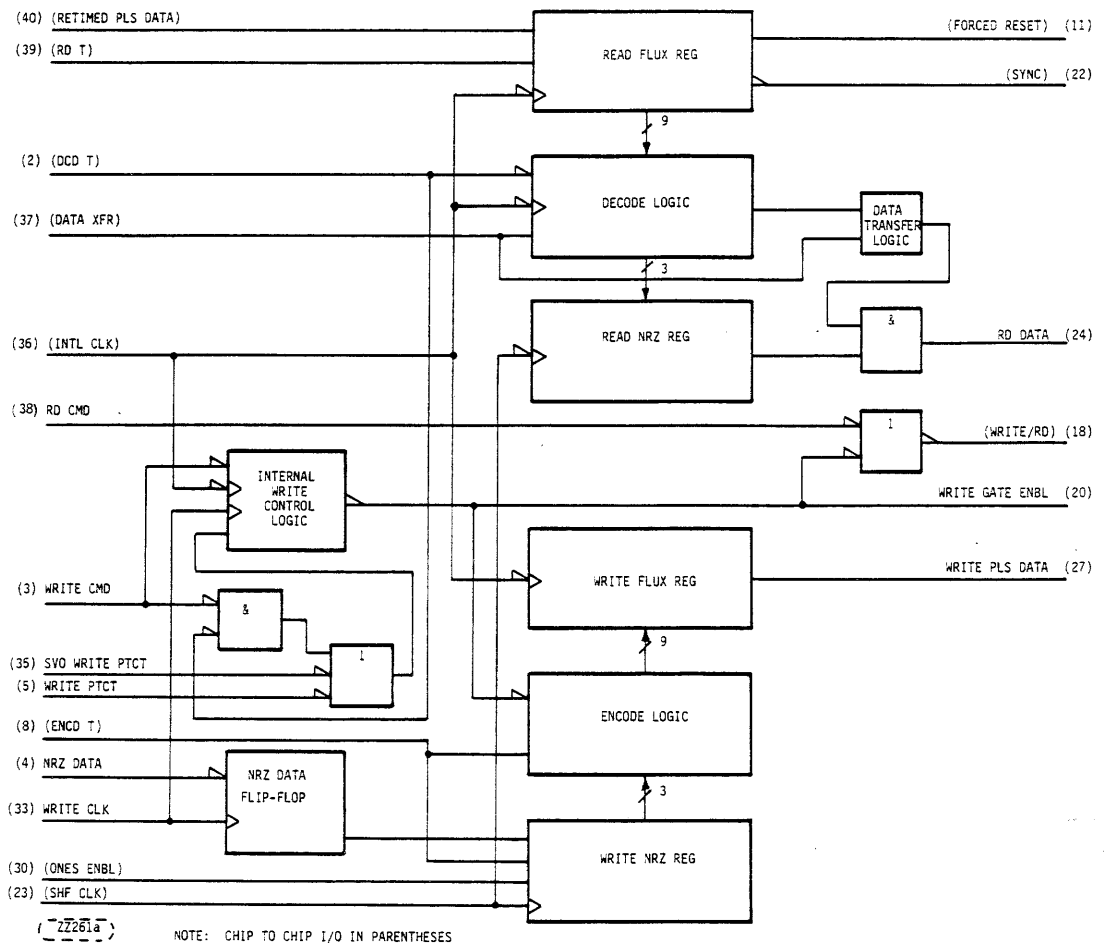 (40) (RETIMED PLS DATA)
(FORCED RESET) (11)
(39) (RD T)
READ FLUX REG
(SYNC) (22)
9
(2) (DCD T)
DECODE LOGIC
(37) (DATA XFR)
DATA
TRANSFER
LOGIC
3
(36) (INTL CLK)
READ NRZ REG
&
RD DATA (24)
(38) RD CMD
1
(WRITE/RD) (18)
INTERNAL
WRITE
CONTROL
LOGIC
WRITE GATE ENBL (20)
WRITE FLUX REG
WRITE PLS DATA (27)
(3) WRITE CMD
&
9
(35) SVO WRITE PTCT
1
(5) WRITE PTCT
ENCODE LOGIC
(8) (ENCD T)
(4) NRZ DATA
NRZ DATA
FLIP-FLOP
3
(33) WRITE CLK
WRITE NRZ REG
(30) (ONES ENBL)
(23) (SHF CLK)
ZZ261a
NOTE: CHIP TO CHIP I/O IN PARENTHESES